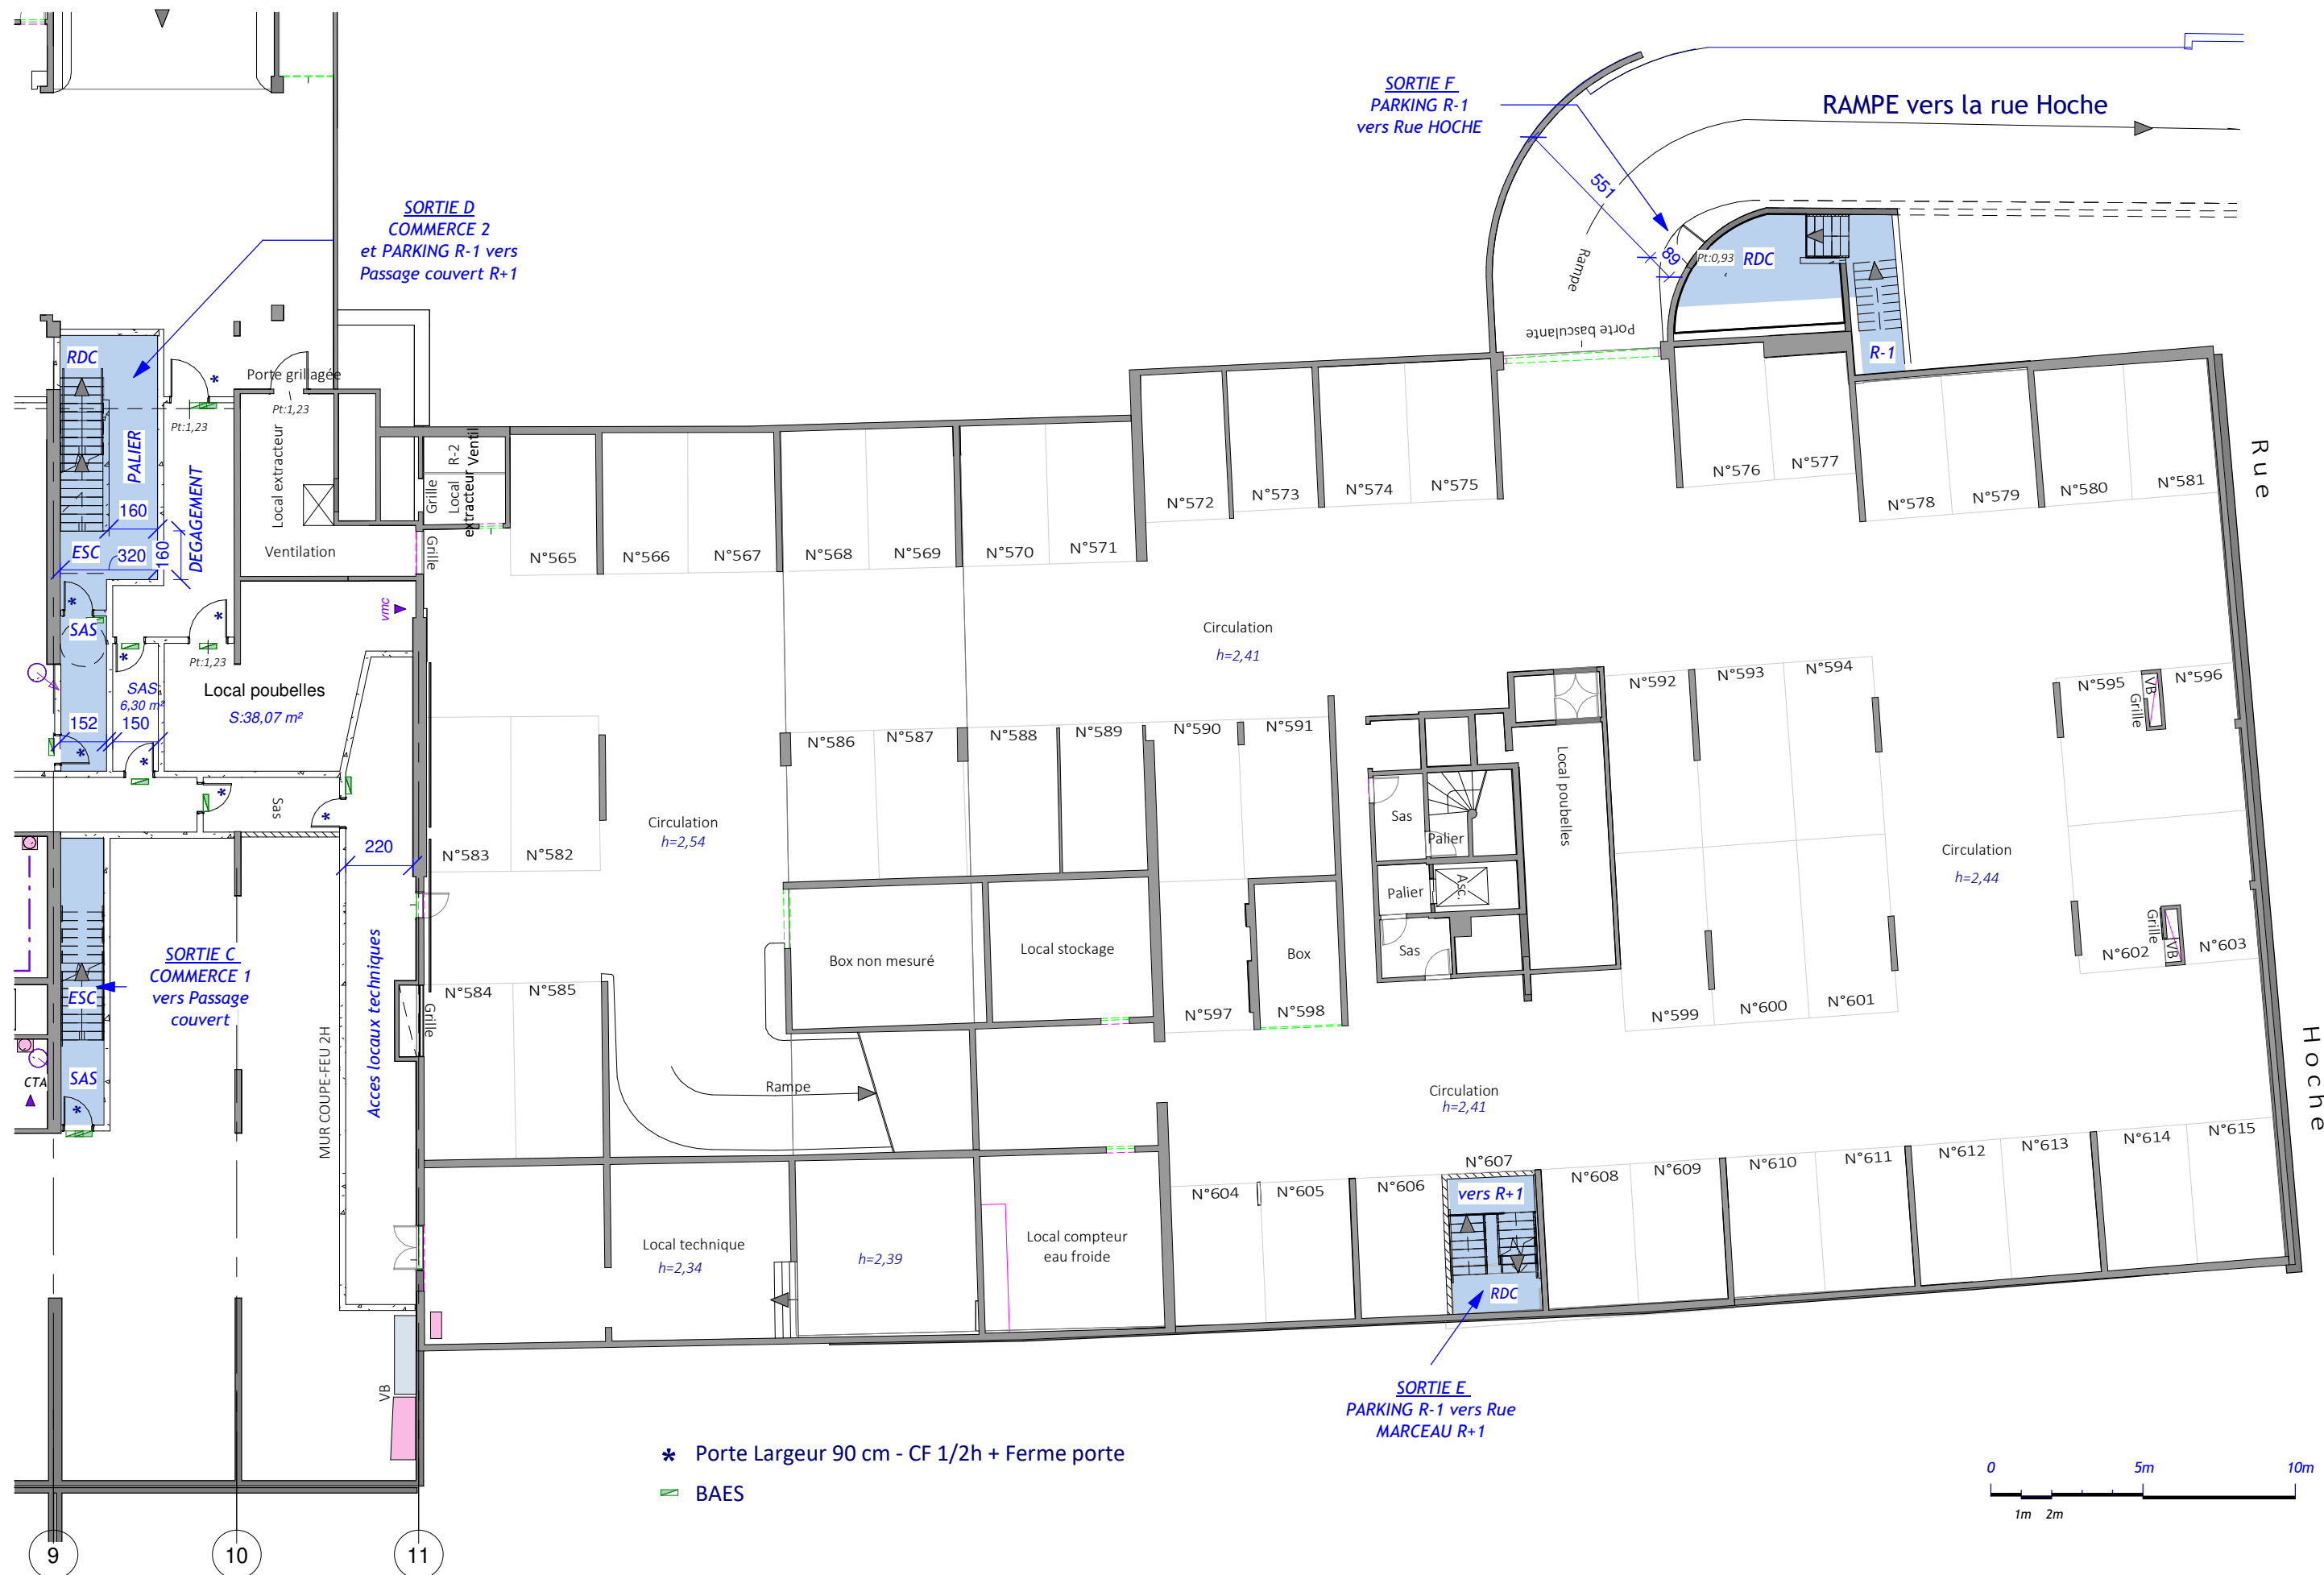 SORTIE F
PARKING R-1
vers Rue HOCHE
RAMPE vers la rue Hoche
551
89
Rampe
Porte basculante
Pt:0,93
RDC
R-1
SORTIE D
COMMERCE 2
et PARKING R-1 vers
Passage couvert R+1
RDC
PALIER
160
ESC
320
160
DEGAGEMENT
Porte grillagée
Pt:1,23
Pt:1,23
Local extracteur
Ventilation
Grille
Local
extracteur
R-2
Ventil
Grille
vmc
SAS
SAS
6,30 m²
152
150
Pt:1,23
Local poubelles
S:38,07 m²
Sas
220
N°565
N°566
N°567
N°568
N°569
N°570
N°571
N°572
N°573
N°574
N°575
N°576
N°577
N°578
N°579
N°580
N°581
Rue
Hoche
Circulation
h=2,41
N°586
N°587
N°588
N°589
N°590
N°591
N°592
N°593
N°594
N°595
VB
Grille
N°596
Circulation
h=2,54
N°583
N°582
Sas
Palier
Local poubelles
Palier
Asc.
Sas
Circulation
h=2,44
Box non mesuré
Local stockage
Box
N°584
N°585
Grille
N°597
N°598
N°599
N°600
N°601
N°602
Grille
VB
N°603
SORTIE C
COMMERCE 1
vers Passage
couvert
ESC
SAS
CTA
MUR COUPE-FEU 2H
Acces locaux techniques
Rampe
Circulation
h=2,41
N°604
N°605
N°606
N°607
N°608
N°609
N°610
N°611
N°612
N°613
N°614
N°615
vers R+1
RDC
Local technique
h=2,34
h=2,39
Local compteur
eau froide
VB
SORTIE E
PARKING R-1 vers Rue
MARCEAU R+1
* Porte Largeur 90 cm - CF 1/2h + Ferme porte
BAES
0 5m 10m
1m 2m
9 10 11